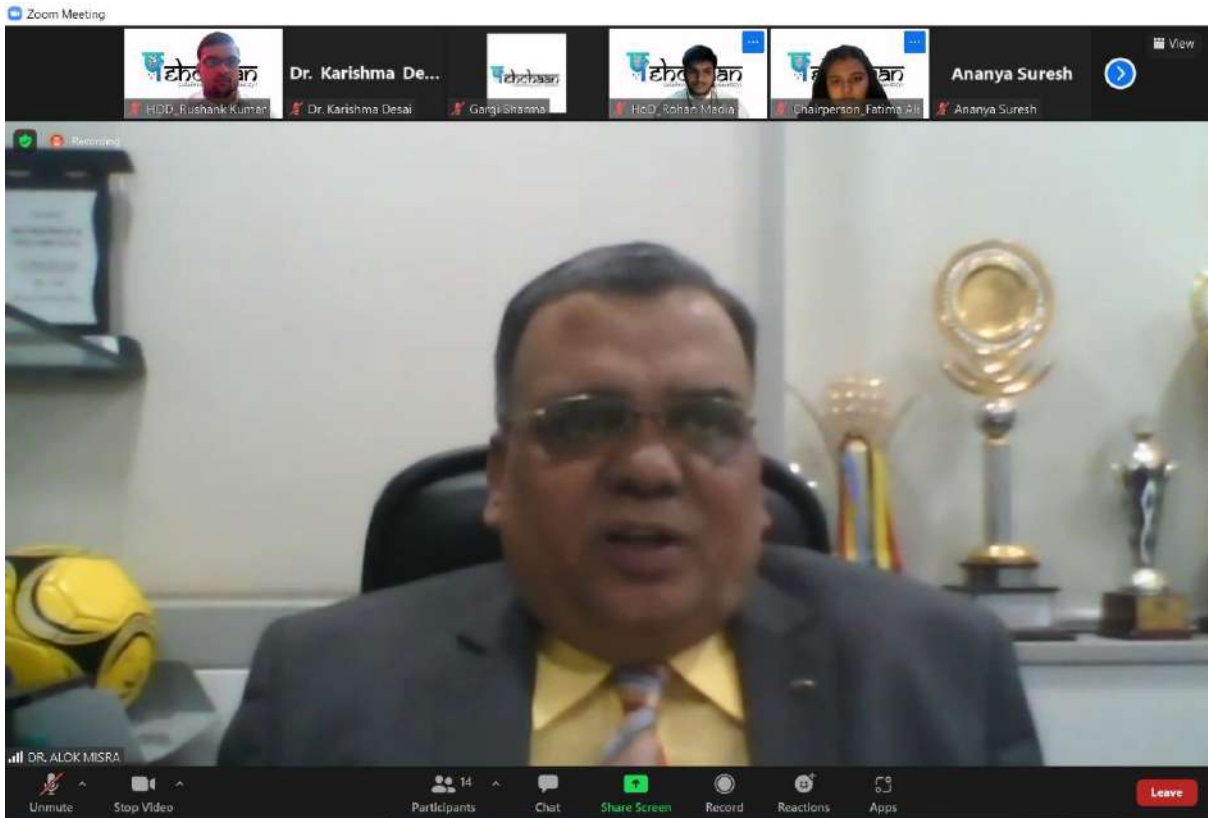 Zoom Meeting
Dr. Karishma De...
पehchaan
Ananya Suresh
View
HOD_Rushank Kumar
Dr. Karishma Desai
Gargi Sharma
HoD_Rohan Madia
Chairperson_Fatima Ali
Ananya Suresh
Recording
DR. ALOK MISRA
Unmute
Stop Video
14
Participants
Chat
Share Screen
Record
Reactions
Apps
Leave